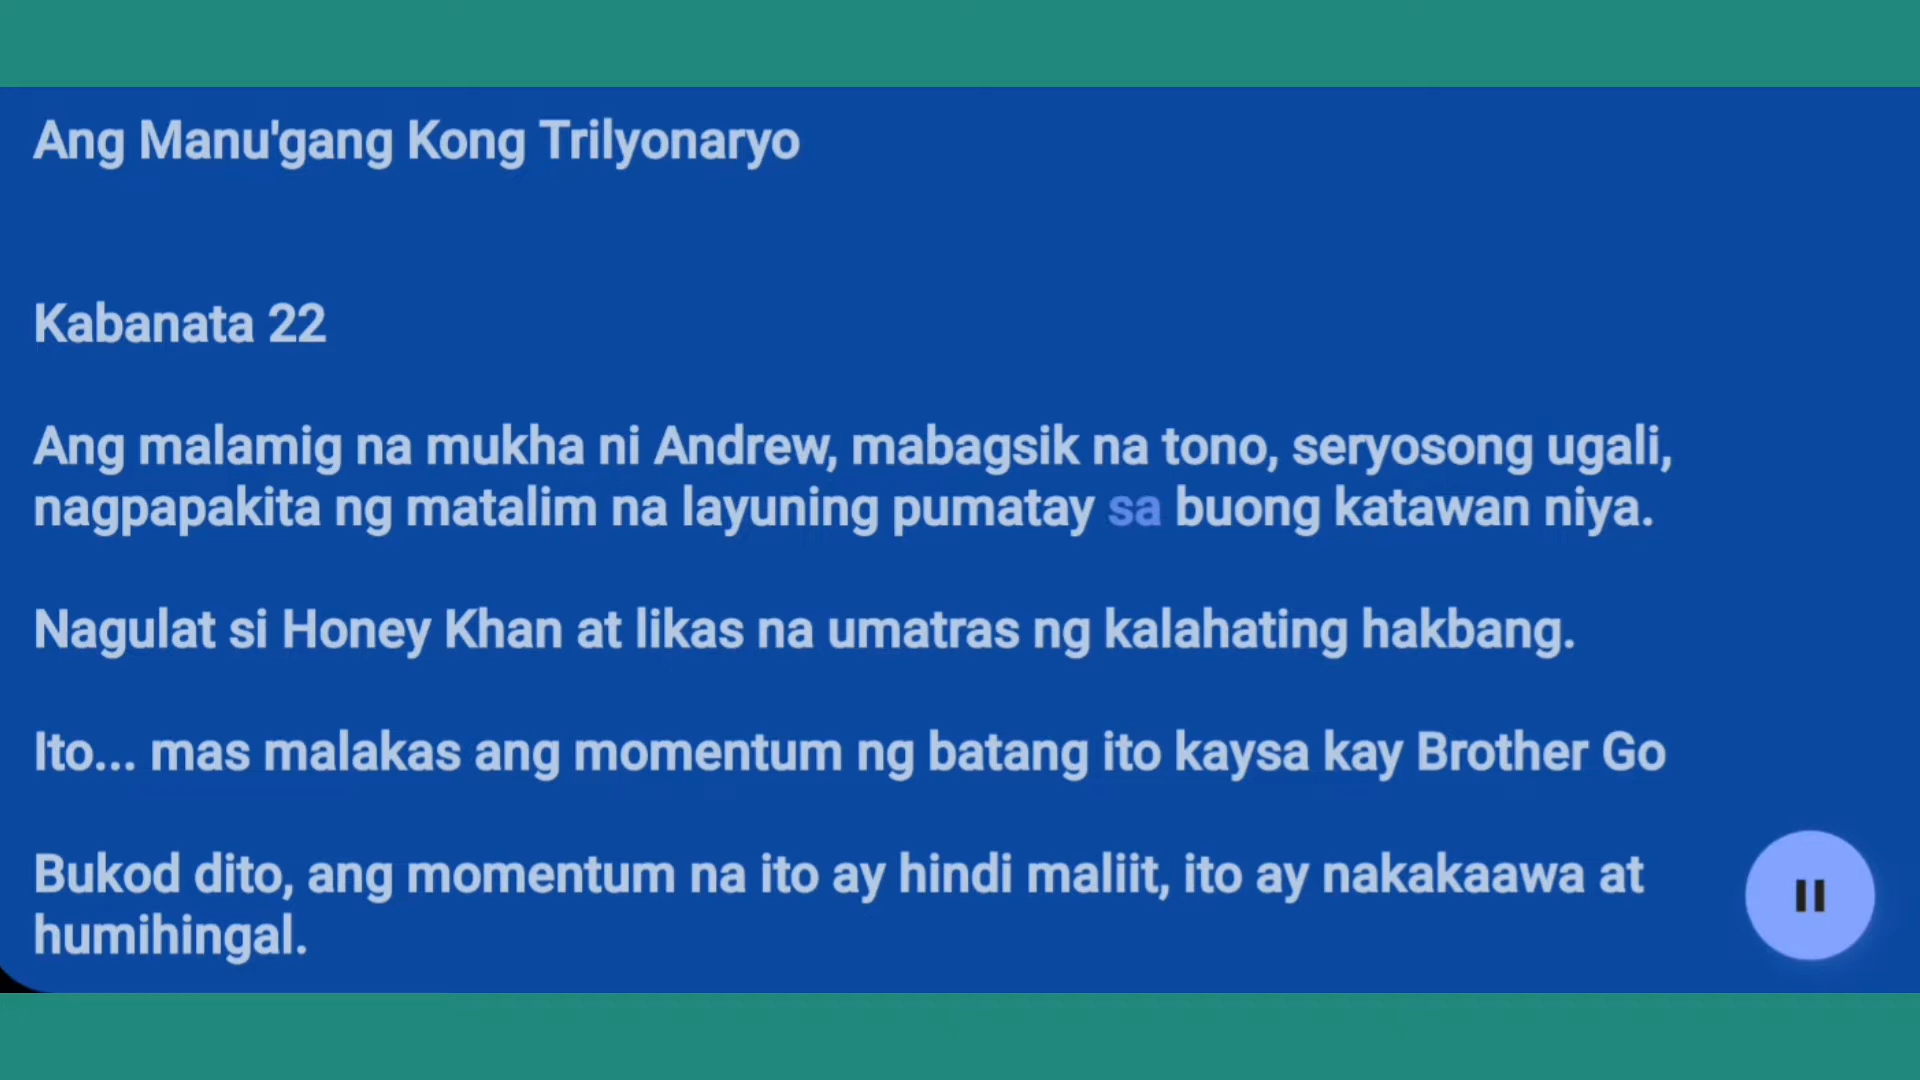 Ang Manu'gang Kong Trilyonaryo
Kabanata 22
Ang malamig na mukha ni Andrew, mabagsik na tono, seryosong ugali,
nagpapakita ng matalim na layuning pumatay sa buong katawan niya.
Nagulat si Honey Khan at likas na umatras ng kalahating hakbang.
Ito... mas malakas ang momentum ng batang ito kaysa kay Brother Go
Bukod dito, ang momentum na ito ay hindi maliit, ito ay nakakaawa at
humihingal.